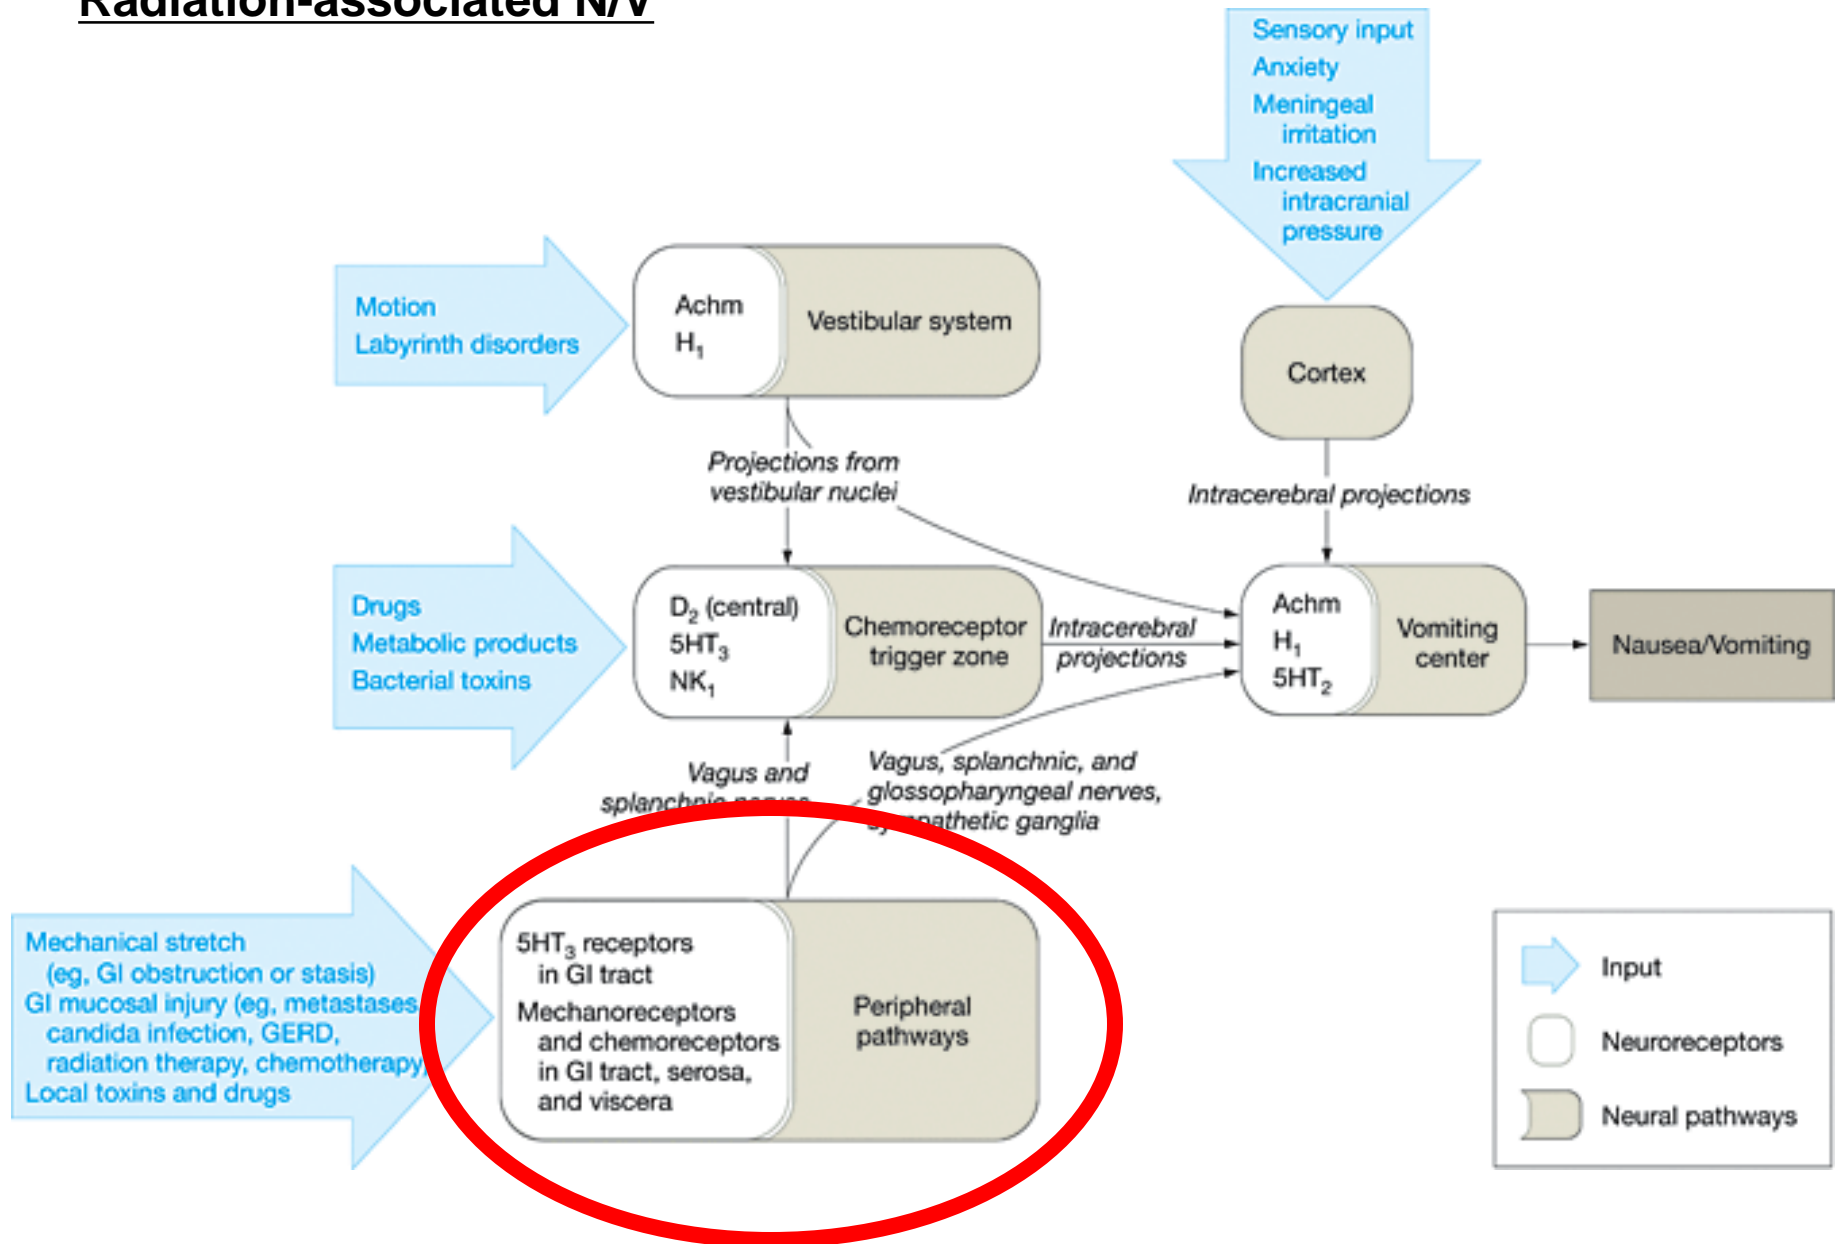 Radiation-associated N/V
Sensory input
Anxiety
Meningeal
irritation
Increased
intracranial
pressure
Motion
Labyrinth disorders
Achm
H1
Vestibular system
Cortex
Projections from
vestibular nuclei
Intracerebral projections
Drugs
Metabolic products
Bacterial toxins
D2 (central)
5HT3
NK1
Chemoreceptor
trigger zone
Intracerebral
projections
Achm
H1
5HT2
Vomiting
center
Nausea/Vomiting
Vagus and
splanchnic nerves
Vagus, splanchnic, and
glossopharyngeal nerves,
sympathetic ganglia
Mechanical stretch
(eg, GI obstruction or stasis)
GI mucosal injury (eg, metastases,
candida infection, GERD,
radiation therapy, chemotherapy)
Local toxins and drugs
5HT3 receptors
in GI tract
Mechanoreceptors
and chemoreceptors
in GI tract, serosa,
and viscera
Peripheral
pathways
Input
Neuroreceptors
Neural pathways